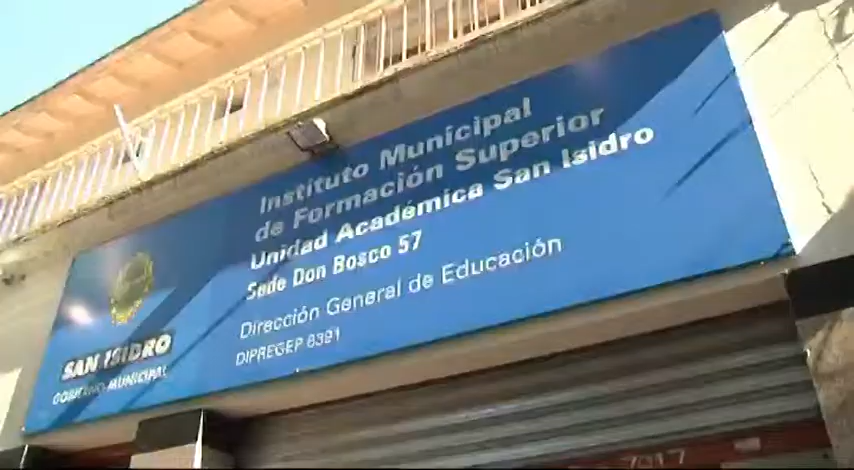 Instituto Municipal
de Formación Superior
Unidad Académica San Isidro
Sede Don Bosco 57
Dirección General de Educación
DIPREGEP 8391
SAN ISIDRO
GOBIERNO MUNICIPAL
7017